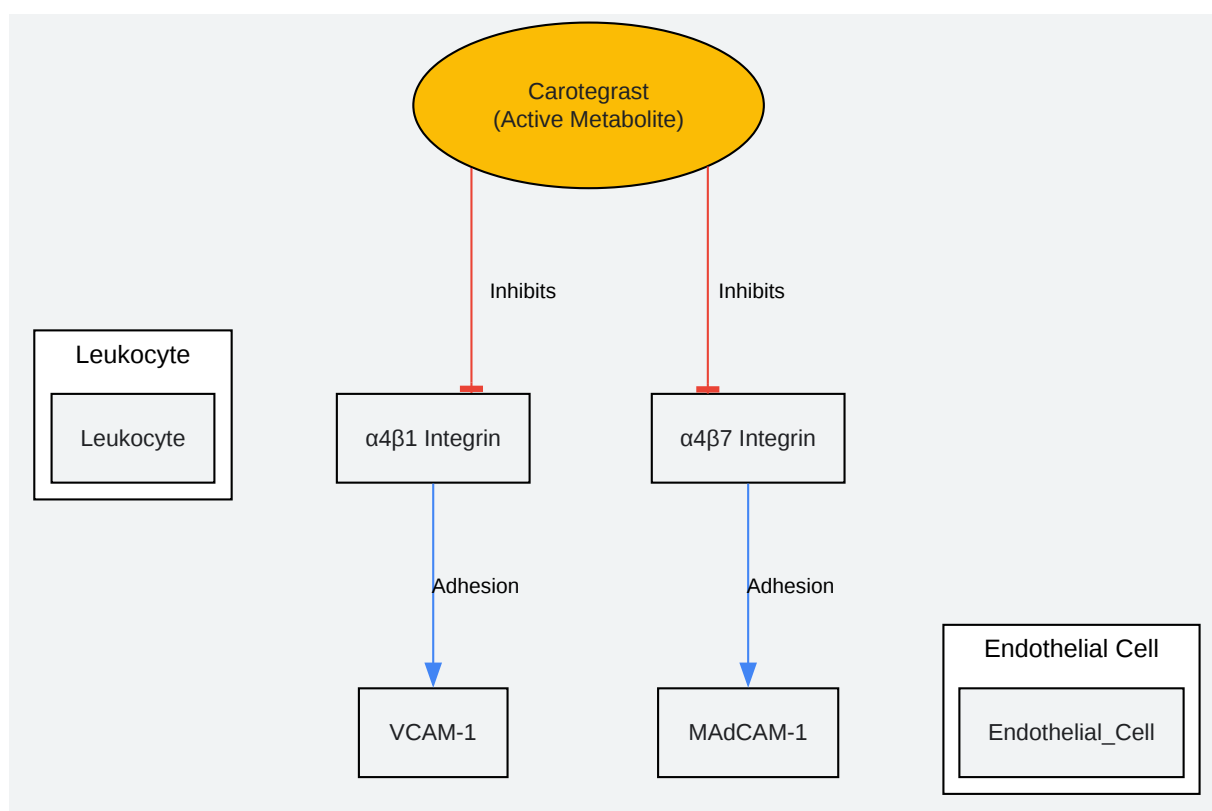 Carotegrast
(Active Metabolite)
Inhibits
Inhibits
Leukocyte
Leukocyte
α4β1 Integrin
α4β7 Integrin
Adhesion
Adhesion
Endothelial Cell
VCAM-1
MAdCAM-1
Endothelial_Cell